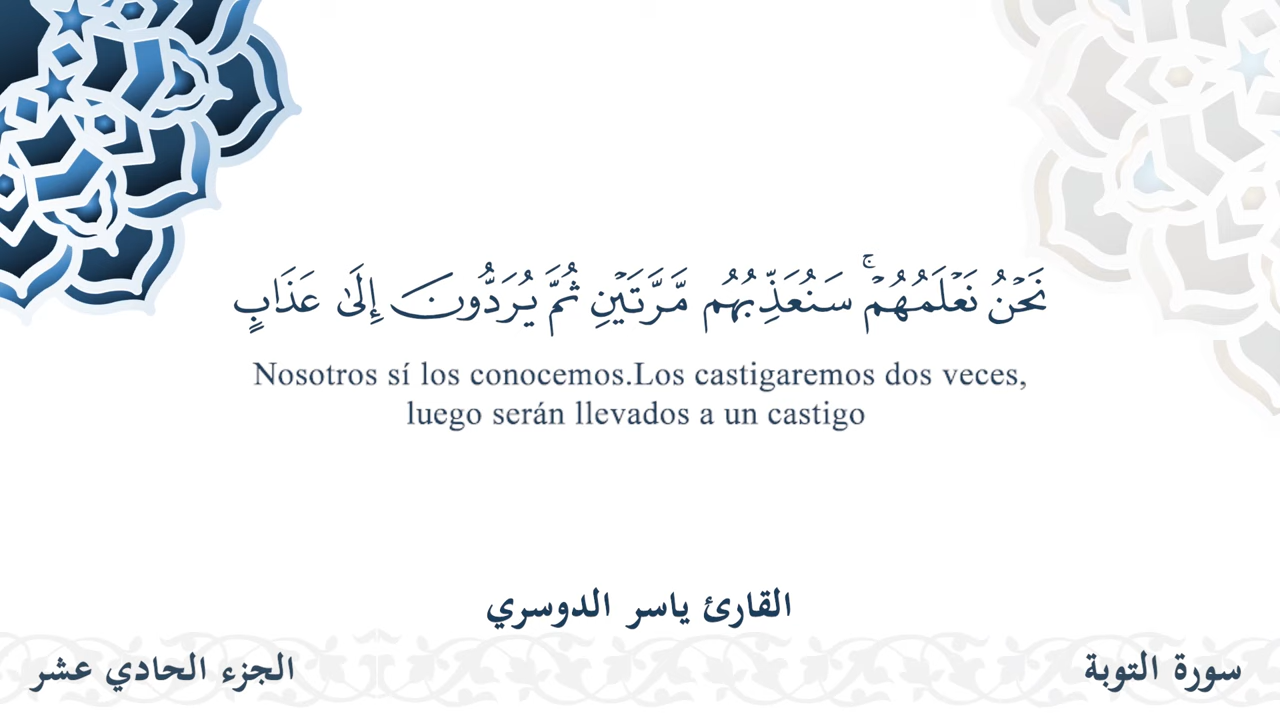 نَحۡنُ نَعۡلَمُهُمۡۚ سَنُعَذِّبُهُم مَّرَّتَيۡنِ ثُمَّ يُرَدُّونَ إِلَىٰ عَذَابٍ
Nosotros sí los conocemos.Los castigaremos dos veces,
luego serán llevados a un castigo
القارئ ياسر الدوسري
سورة التوبة
الجزء الحادي عشر